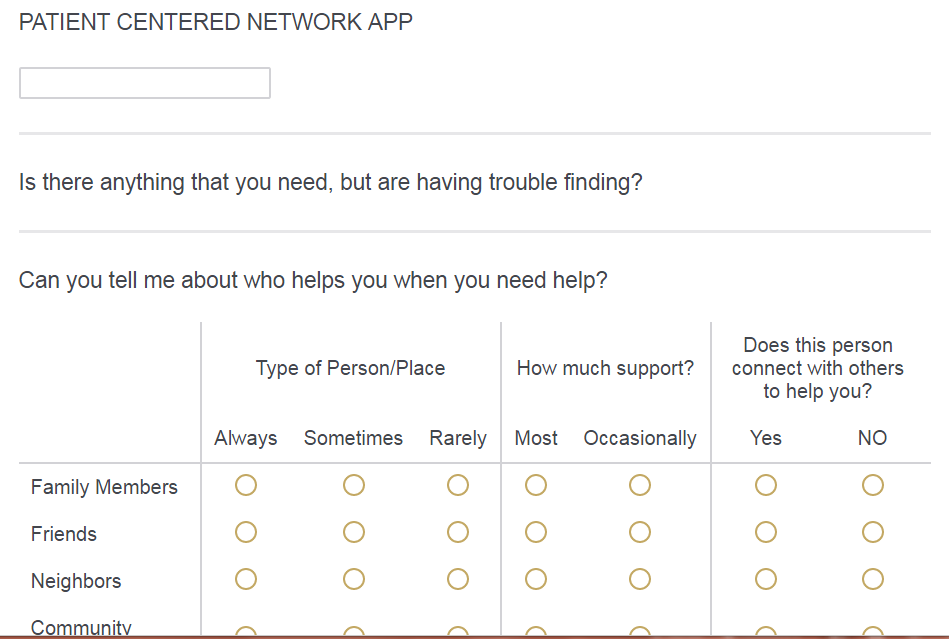 PATIENT CENTERED NETWORK APP
Is there anything that you need, but are having trouble finding?
Can you tell me about who helps you when you need help?
Type of Person/Place
How much support?
Does this person
connect with others
to help you?
Always Sometimes Rarely Most Occasionally Yes NO
Family Members
Friends
Neighbors
Community